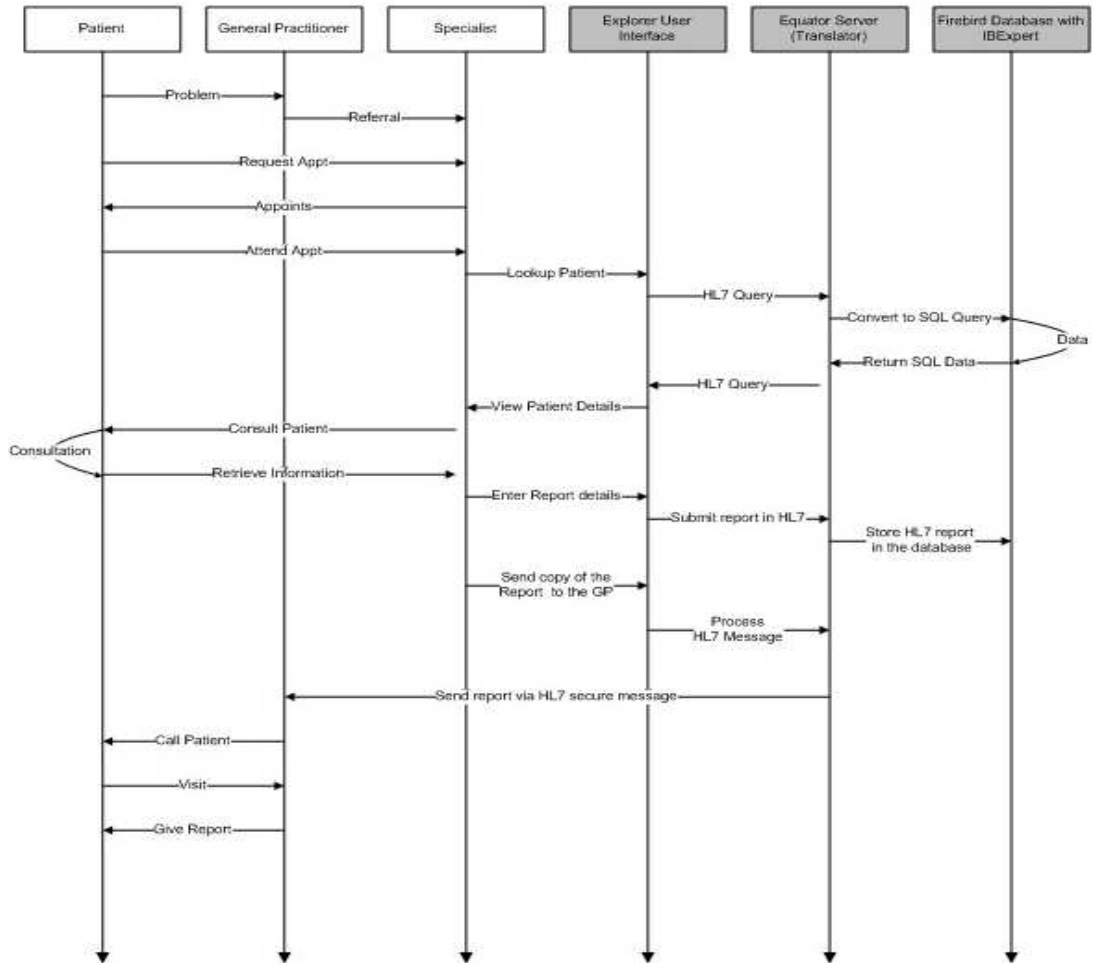 Patient
General Practitioner
Specialist
Explorer User
Interface
Equator Server
(Translator)
Firebird Database with
IBExpert
Problem
Referral
Request Appt
Appoints
Attend Appt
Lookup Patient
HL7 Query
Convert to SQL Query
Data
Return SQL Data
HL7 Query
View Patient Details
Consult Patient
Consultation
Retrieve Information
Enter Report details
Submit report in HL7
Store HL7 report
in the database
Send copy of the
Report to the GP
Process
HL7 Message
Send report via HL7 secure message
Call Patient
Visit
Give Report